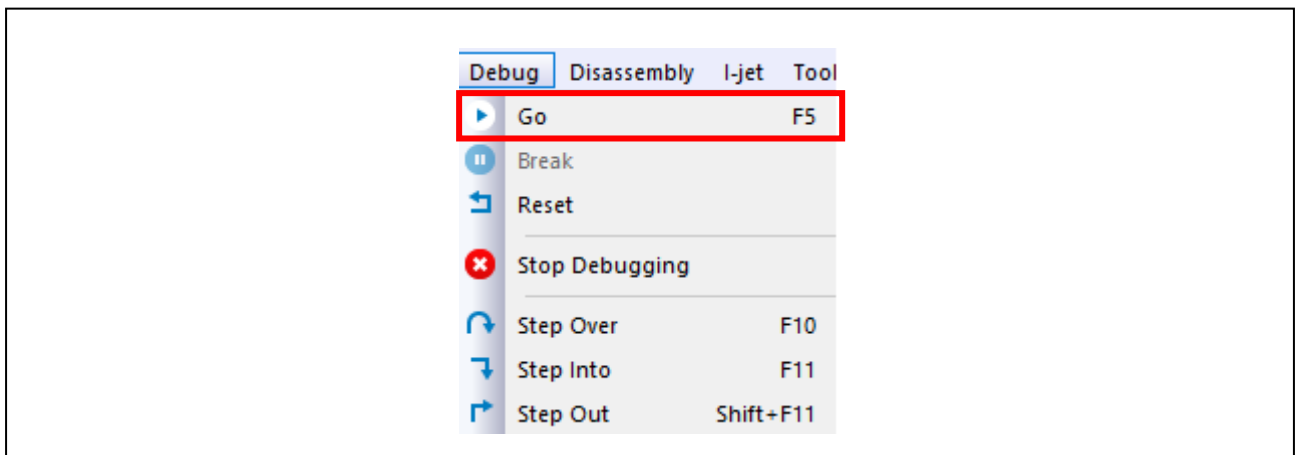 Debug Disassembly I-jet Tool
Go F5
Break
Reset
Stop Debugging
Step Over F10
Step Into F11
Step Out Shift+F11